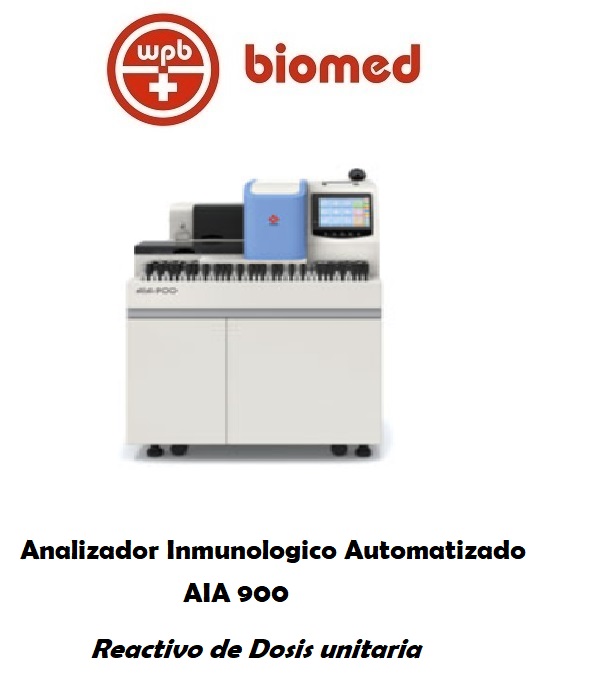 wpb biomed
AIA-900
Analizador Inmunologico Automatizado
AIA 900
Reactivo de Dosis unitaria